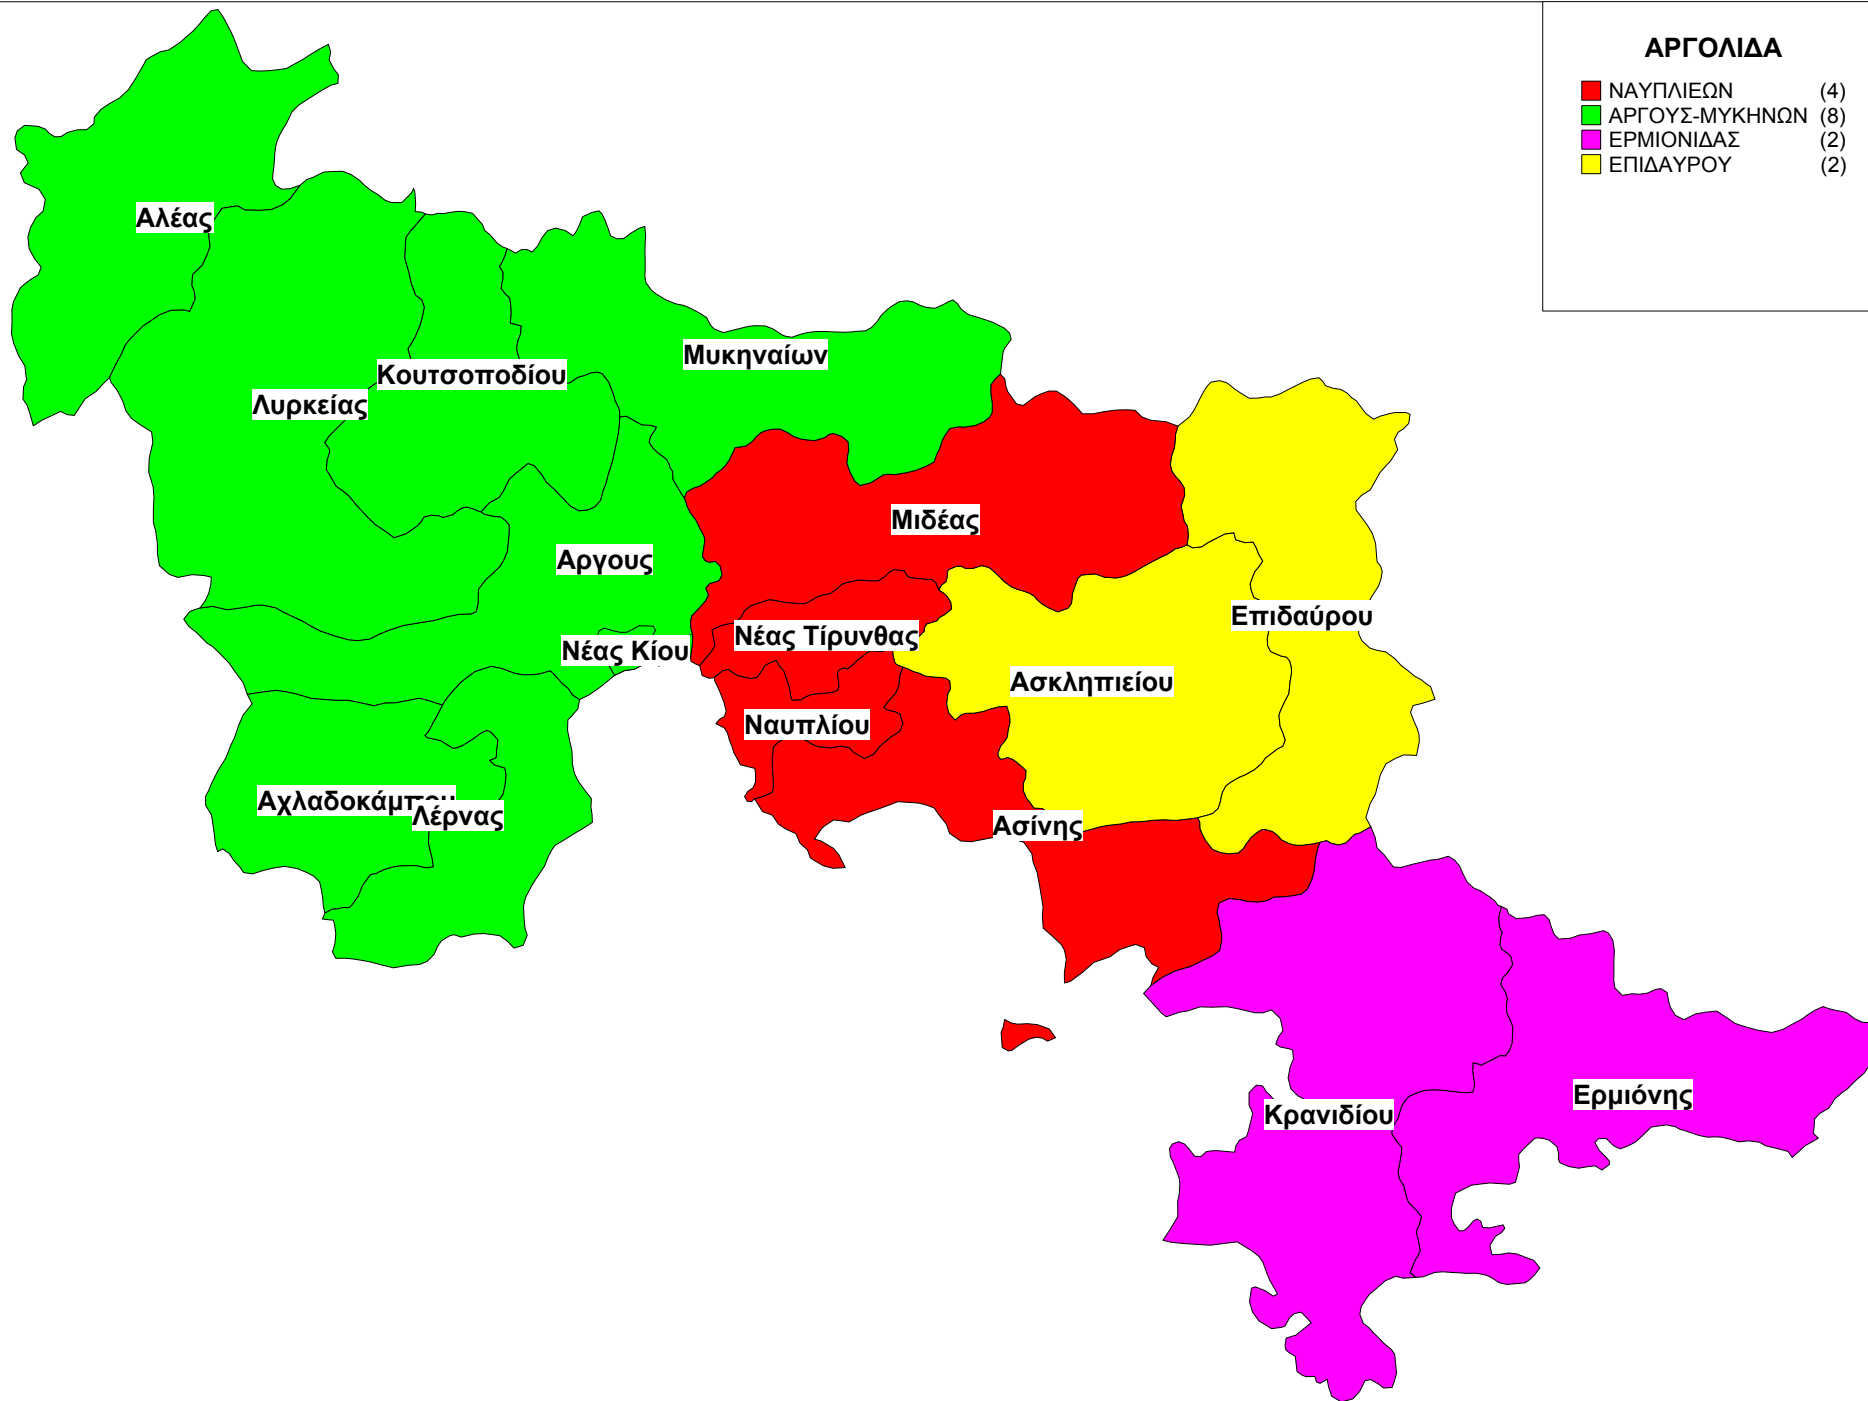 ΑΡΓΟΛΙΔΑ
ΝΑΥΠΛΙΕΩΝ (4)
ΑΡΓΟΥΣ-ΜΥΚΗΝΩΝ (8)
ΕΡΜΙΟΝΙΔΑΣ (2)
ΕΠΙΔΑΥΡΟΥ (2)
Αλέας
Μυκηναίων
Κουτσοποδίου
Λυρκείας
Μιδέας
Αργους
Επιδαύρου
Νέας Τίρυνθας
Νέας Κίου
Ασκληπιείου
Ναυπλίου
Αχλαδοκάμπου
Λέρνας
Ασίνης
Ερμιόνης
Κρανιδίου